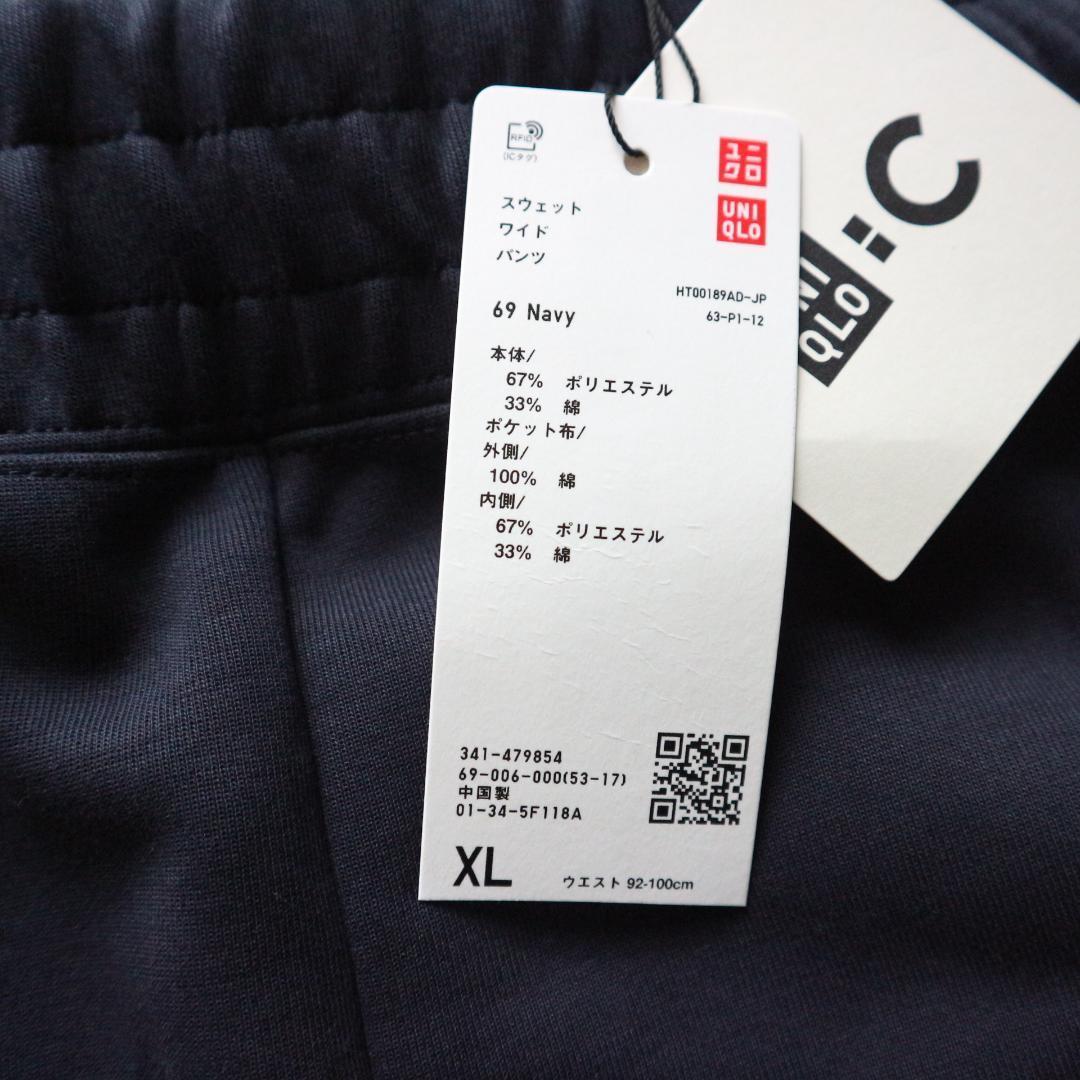 RFID
(ICタグ)
ユニ
クロ
UNI
QLO
スウェット
ワイド
パンツ
HT00189AD-JP
63-P1-12
69 Navy
本体/
67% ポリエステル
33% 綿
ポケット布/
外側/
100% 綿
内側/
67% ポリエステル
33% 綿
341-479854
69-006-000(53-17)
中国製
01-34-5F118A
XL
ウエスト 92-100cm
NI
QLO
:C